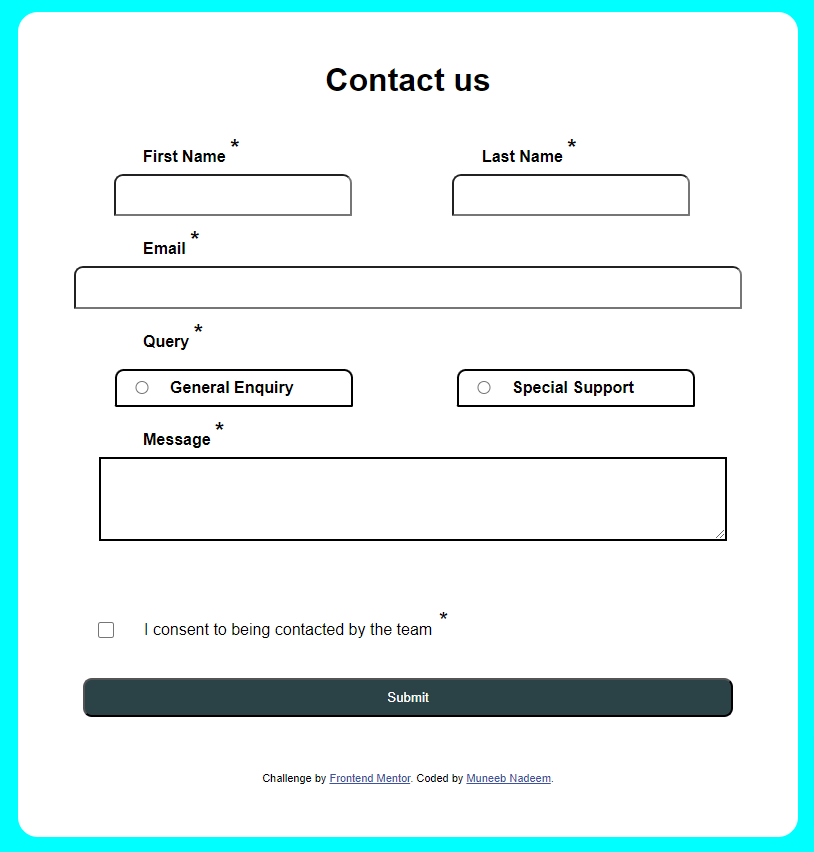 Contact us
First Name *
Last Name *
Email *
Query *
General Enquiry
Special Support
Message *
I consent to being contacted by the team *
Submit
Challenge by Frontend Mentor. Coded by Muneeb Nadeem.